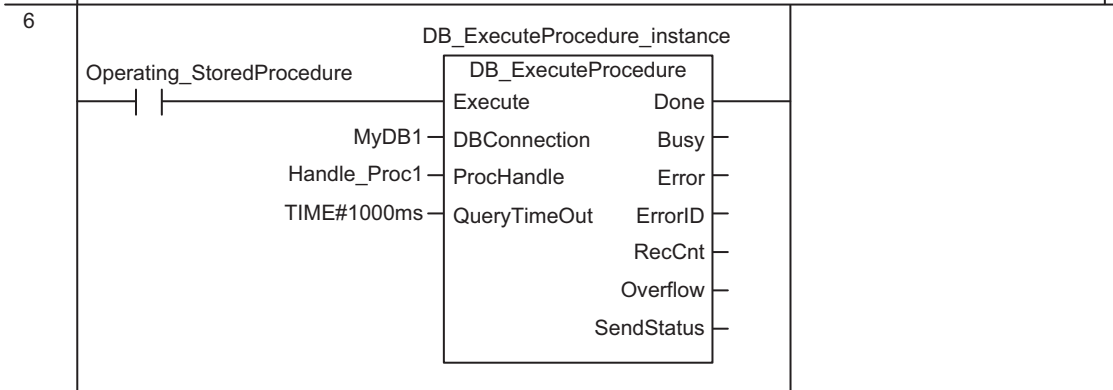 6
DB_ExecuteProcedure_instance
Operating_StoredProcedure
DB_ExecuteProcedure
Execute Done
MyDB1 DBConnection Busy
Handle_Proc1 ProcHandle Error
TIME#1000ms QueryTimeOut ErrorID
RecCnt
Overflow
SendStatus